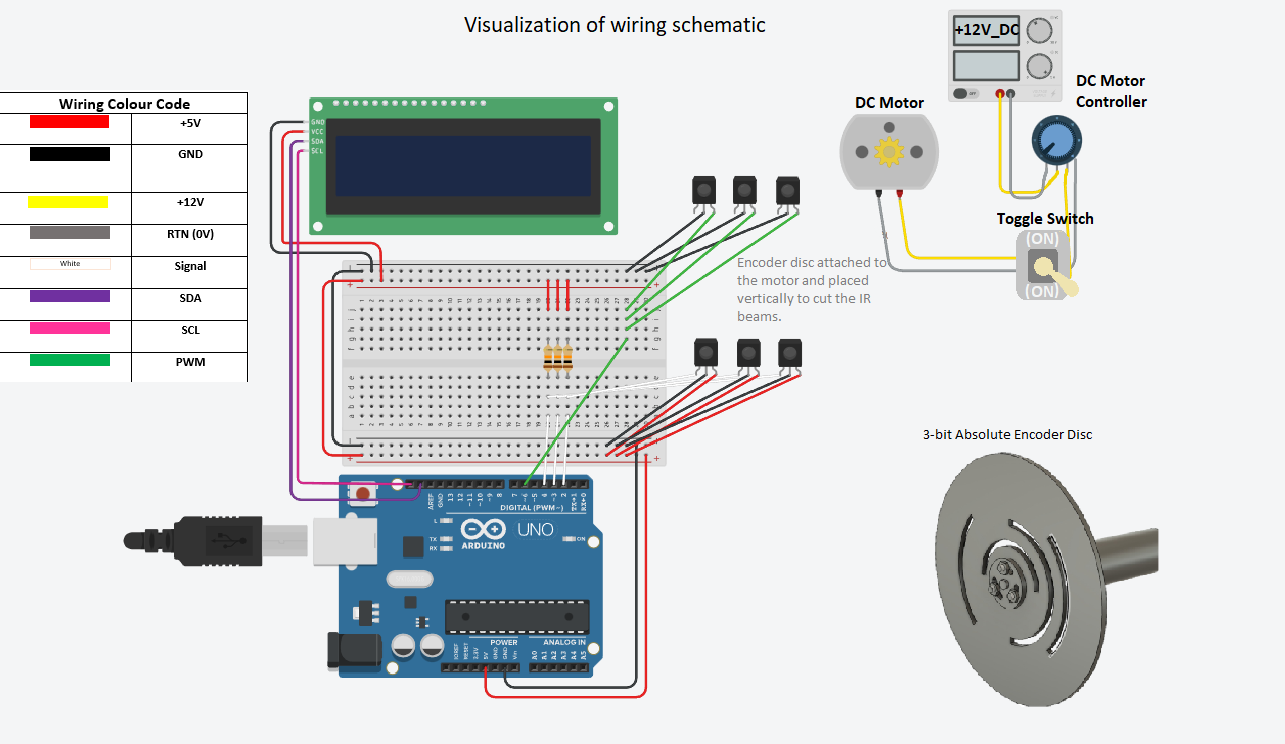 Visualization of wiring schematic
+12V_DC
OFF
DC Motor
Controller
DC Motor
Toggle Switch
(ON)
(ON)
Wiring Colour Code
+5V
GND
+12V
RTN (0V)
White
Signal
SDA
SCL
PWM
GND
VCC
SDA
SCL
Encoder disc attached to
the motor and placed
vertically to cut the IR
beams.
3-bit Absolute Encoder Disc
AREF
GND
13
12
~11
~10
~9
8
7
~6
~5
4
~3
2
TX→1
RX←0
DIGITAL (PWM~)
L
TX
RX
UNO
ARDUINO
ON
POWER
ANALOG IN
IOREF
RESET
3.3V
5V
GND
GND
Vin
A0
A1
A2
A3
A4
A5